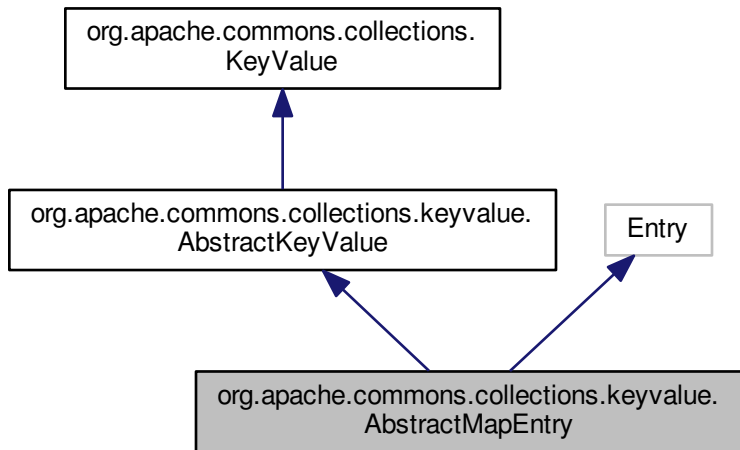 org.apache.commons.collections.
KeyValue
org.apache.commons.collections.keyvalue.
AbstractKeyValue
Entry
org.apache.commons.collections.keyvalue.
AbstractMapEntry